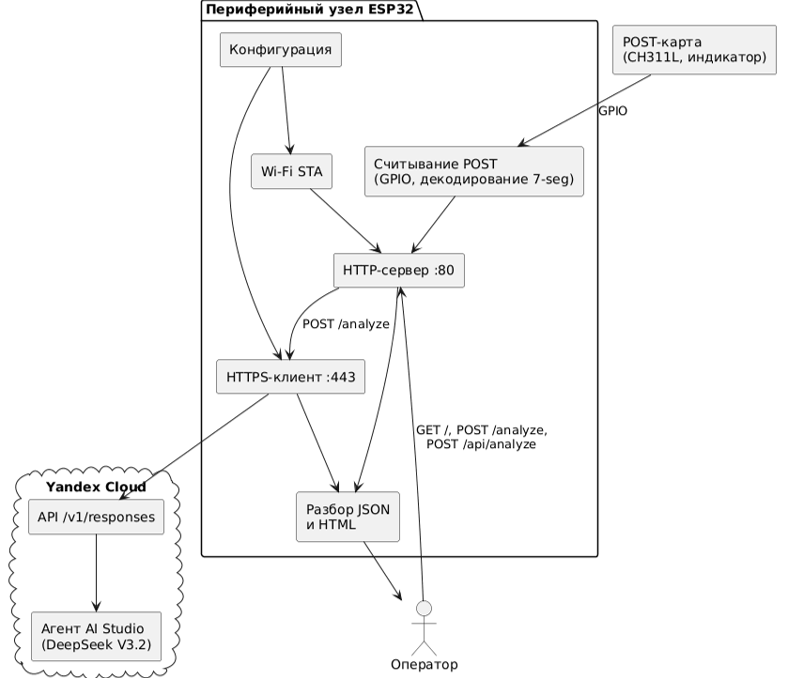 Периферийный узел ESP32
Конфигурация
POST-карта
(CH311L, индикатор)
GPIO
Wi-Fi STA
Считывание POST
(GPIO, декодирование 7-seg)
HTTP-сервер :80
POST /analyze
HTTPS-клиент :443
GET /, POST /analyze,
POST /api/analyze
Yandex Cloud
API /v1/responses
Разбор JSON
и HTML
Агент AI Studio
(DeepSeek V3.2)
Оператор